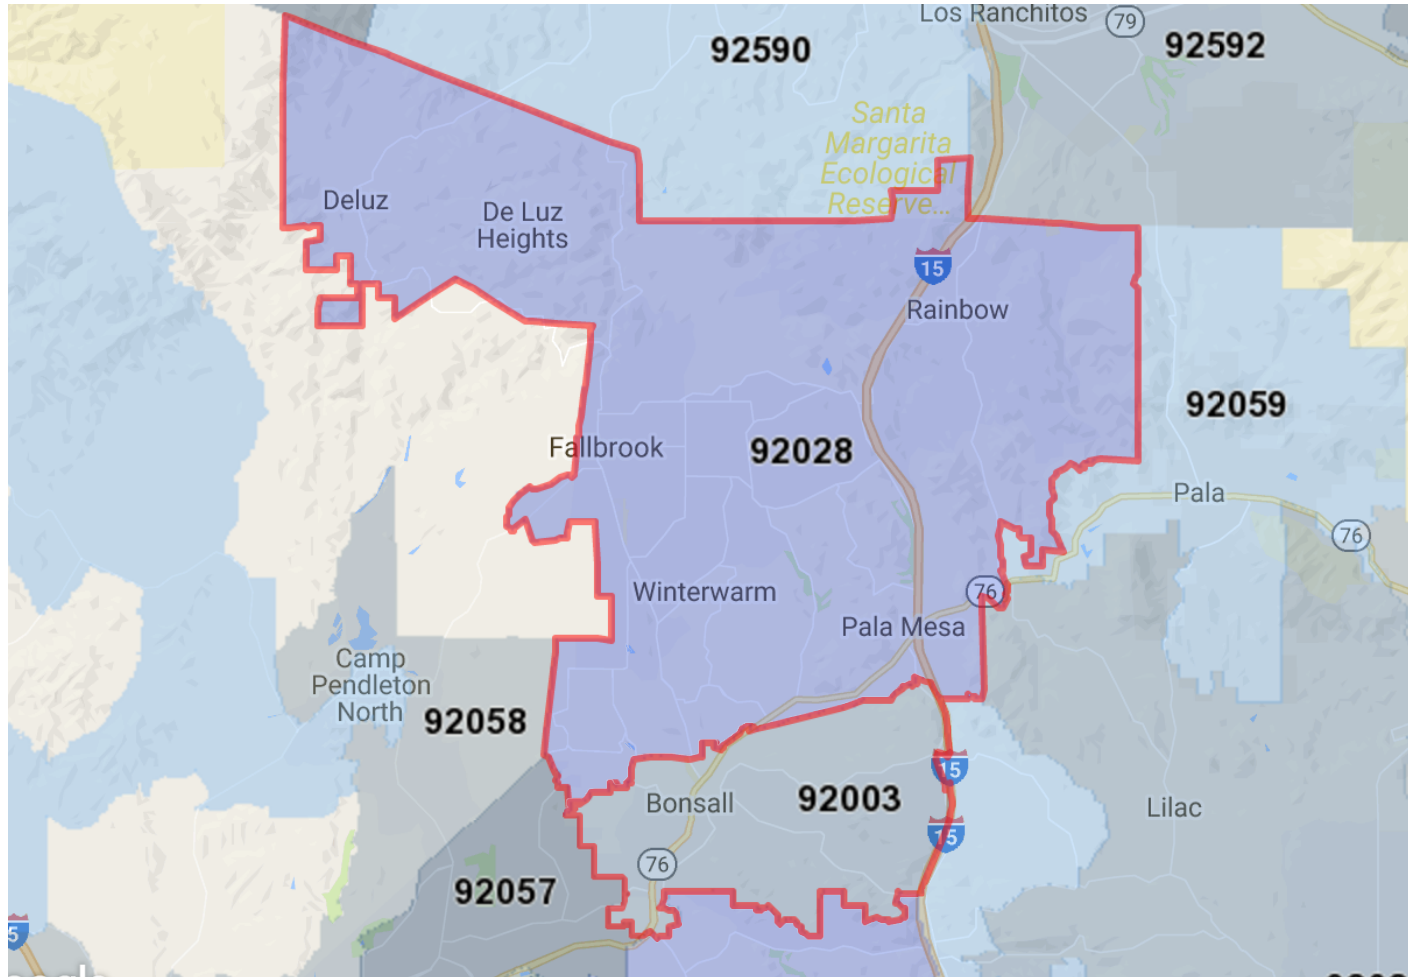 Los Ranchitos
79
92590
92592
Santa
Margarita
Ecological
Reserve...
Deluz
De Luz
Heights
15
Rainbow
92059
Fallbrook
92028
Pala
76
Winterwarm
76
Pala Mesa
Camp
Pendleton
North
92058
15
Bonsall
92003
Lilac
15
76
92057
5